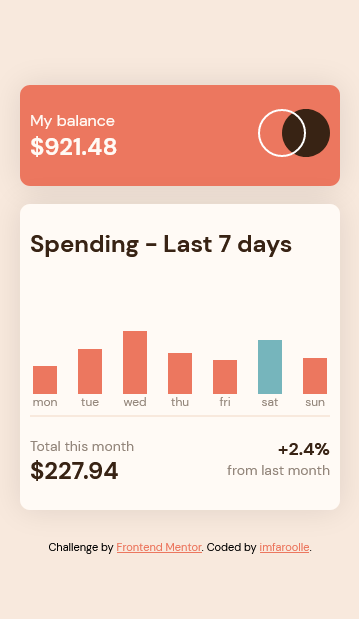 My balance
$921.48
Spending - Last 7 days
mon tue wed thu fri sat sun
Total this month
$227.94
+2.4%
from last month
Challenge by Frontend Mentor. Coded by imfaroolle.